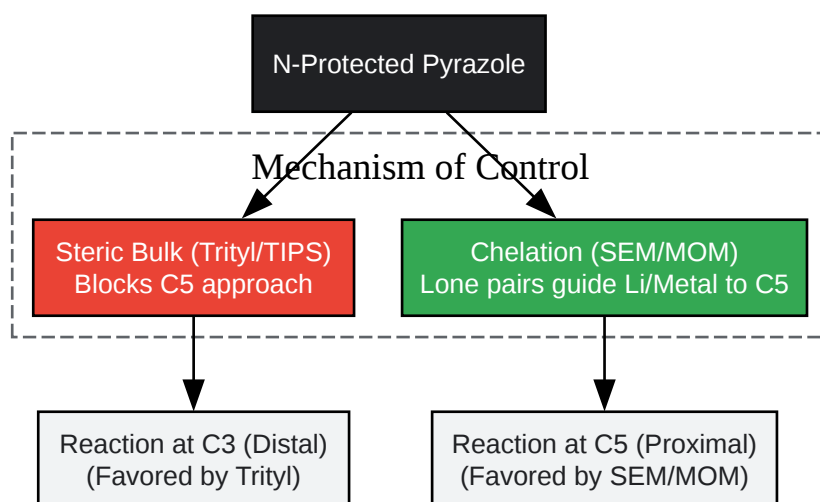 N-Protected Pyrazole
Mechanism of Control
Steric Bulk (Trityl/TIPS)
Blocks C5 approach
Chelation (SEM/MOM)
Lone pairs guide Li/Metal to C5
Reaction at C3 (Distal)
(Favored by Trityl)
Reaction at C5 (Proximal)
(Favored by SEM/MOM)